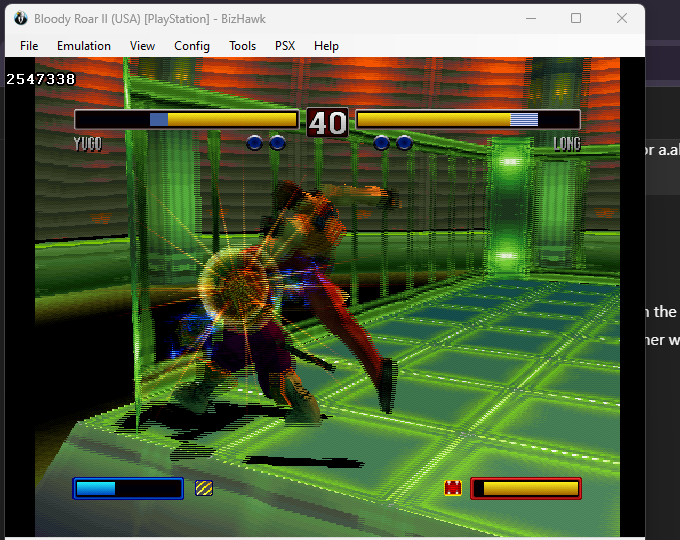 Bloody Roar II (USA) [PlayStation] - BizHawk
File Emulation View Config Tools PSX Help
2547338
40
YUGO LONG
or a.al
n the
ner w